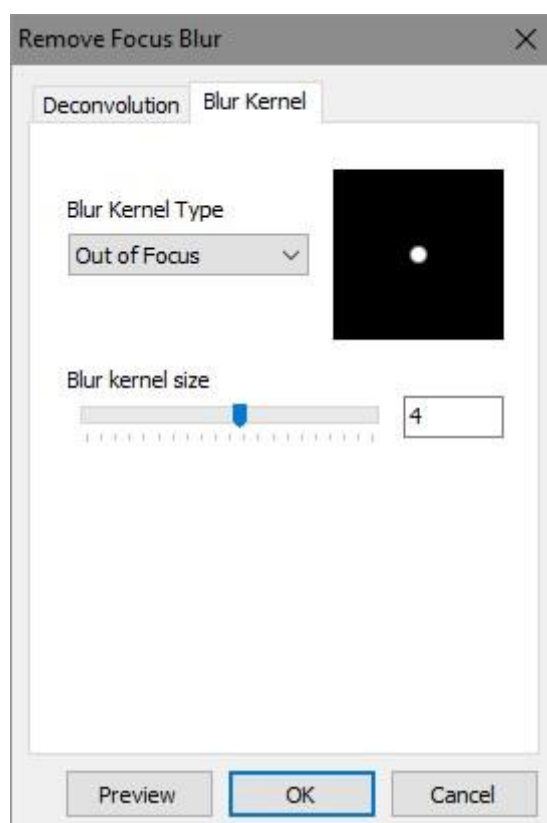 Remove Focus Blur
Deconvolution Blur Kernel
Blur Kernel Type
Out of Focus
Blur kernel size
4
Preview OK Cancel